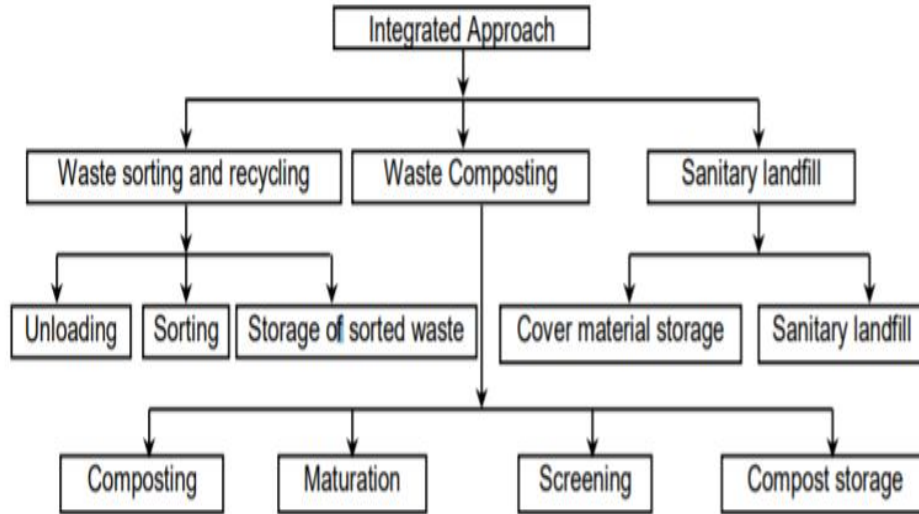 Integrated Approach
Waste sorting and recycling
Waste Composting
Sanitary landfill
Unloading
Sorting
Storage of sorted waste
Cover material storage
Sanitary landfill
Composting
Maturation
Screening
Compost storage